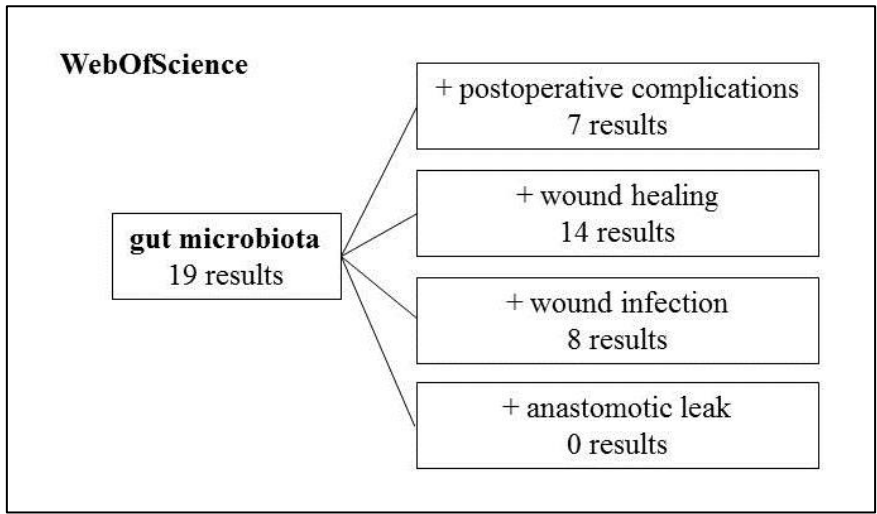 WebOfScience
+ postoperative complications
7 results
+ wound healing
14 results
gut microbiota
19 results
+ wound infection
8 results
+ anastomotic leak
0 results